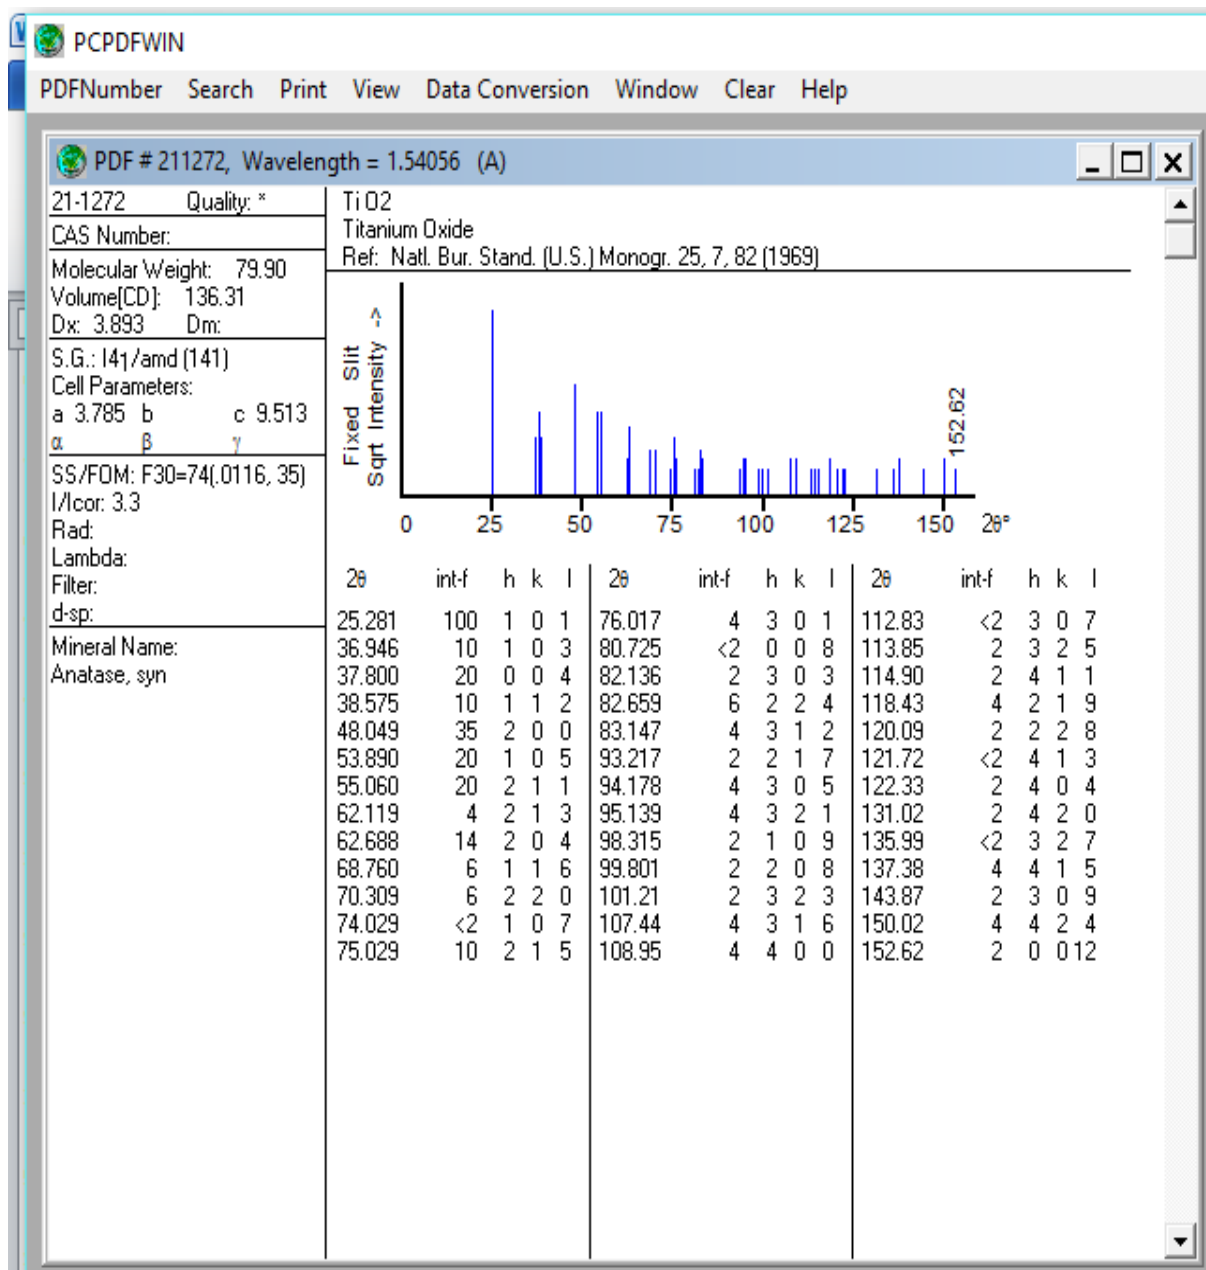 PCPDFWIN
PDFNumber Search Print View Data Conversion Window Clear Help
PDF # 211272, Wavelength = 1.54056 (A)
21-1272 Quality: *
CAS Number:
Molecular Weight: 79.90
Volume[CD]: 136.31
Dx: 3.893 Dm:
S.G.: I41/amd (141)
Cell Parameters:
a 3.785 b c 9.513
α β γ
SS/FOM: F30=74(.0116, 35)
I/Icor: 3.3
Rad:
Lambda:
Filter:
d-sp:
Mineral Name:
Anatase, syn
Ti O2
Titanium Oxide
Ref: Natl. Bur. Stand. (U.S.) Monogr. 25, 7, 82 (1969)
Fixed Slit
Sqrt Intensity ->
152.62
0 25 50 75 100 125 150 2θ°
2θ int-f h k l 2θ int-f h k l 2θ int-f h k l
25.281 100 1 0 1 76.017 4 3 0 1 112.83 <2 3 0 7
36.946 10 1 0 3 80.725 <2 0 0 8 113.85 2 3 2 5
37.800 20 0 0 4 82.136 2 3 0 3 114.90 2 4 1 1
38.575 10 1 1 2 82.659 6 2 2 4 118.43 4 2 1 9
48.049 35 2 0 0 83.147 4 3 1 2 120.09 2 2 2 8
53.890 20 1 0 5 93.217 2 2 1 7 121.72 <2 4 1 3
55.060 20 2 1 1 94.178 4 3 0 5 122.33 2 4 0 4
62.119 4 2 1 3 95.139 4 3 2 1 131.02 2 4 2 0
62.688 14 2 0 4 98.315 2 1 0 9 135.99 <2 3 2 7
68.760 6 1 1 6 99.801 2 2 0 8 137.38 4 4 1 5
70.309 6 2 2 0 101.21 2 3 2 3 143.87 2 3 0 9
74.029 <2 1 0 7 107.44 4 3 1 6 150.02 4 4 2 4
75.029 10 2 1 5 108.95 4 4 0 0 152.62 2 0 0 12